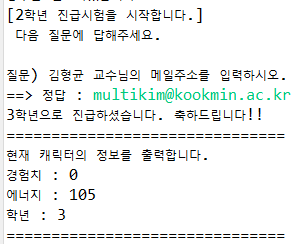 [2학년 진급시험을 시작합니다.]
다음 질문에 답해주세요.
질문) 김형균 교수님의 메일주소를 입력하시오.
==> 정답 : multikim@kookmin.ac.kr
3학년으로 진급하셨습니다. 축하드립니다!!
===============================
현재 캐릭터의 정보를 출력합니다.
경험치 : 0
에너지 : 105
학년 : 3
===============================